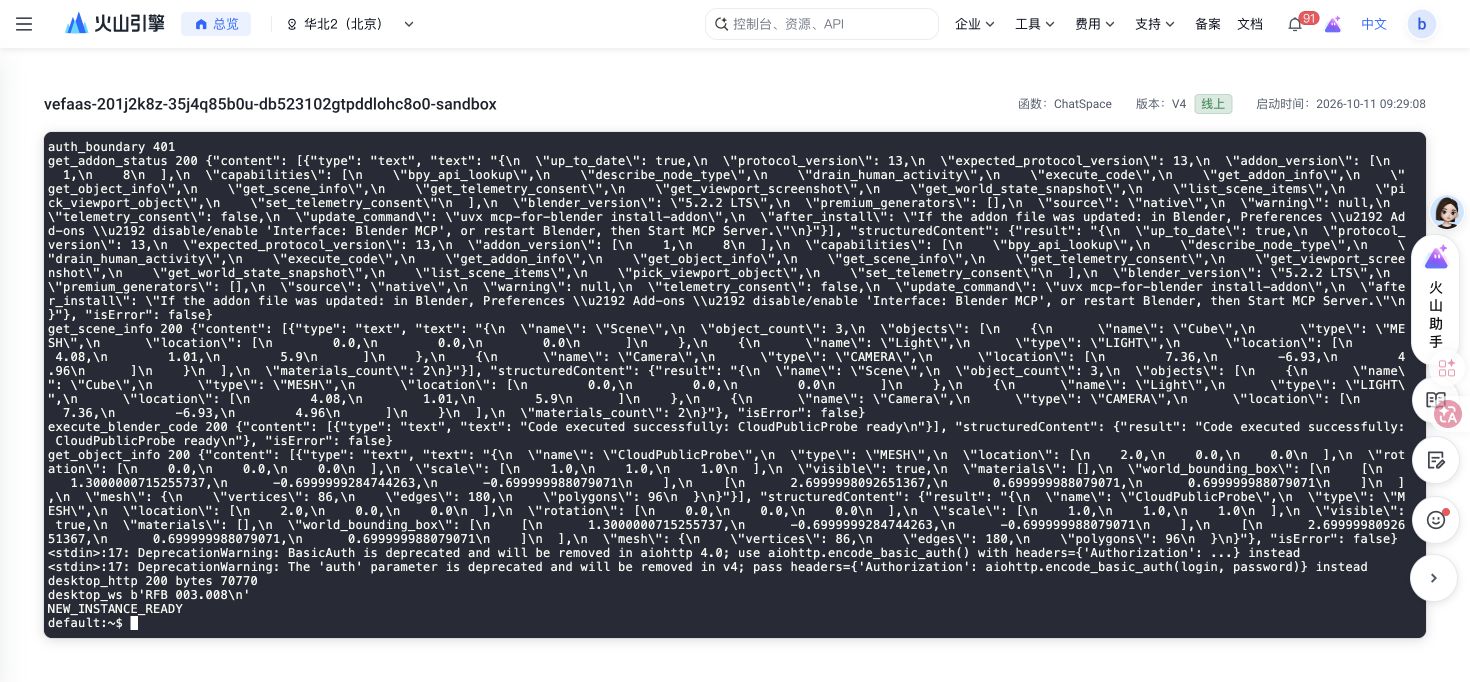 火山引擎 总览 华北2（北京） 控制台、资源、API 企业 工具 费用 支持 备案 文档 91 中文 b
vefaas-201j2k8z-35j4q85b0u-db523102gtpddlohc8o0-sandbox 函数: ChatSpace 版本: V4 线上 启动时间: 2026-10-11 09:29:08
auth_boundary 401
get_addon_status 200 {"content": [{"type": "text", "text": "{\n  \"up_to_date\": true,\n  \"protocol_version\": 13,\n  \"expected_protocol_version\": 13,\n  \"addon_version\": [\n
  1,\n    8\n  ],\n  \"capabilities\": [\n    \"bpy_api_lookup\",\n    \"describe_node_type\",\n    \"drain_human_activity\",\n    \"execute_code\",\n    \"get_addon_info\",\n    \"
get_object_info\",\n    \"get_scene_info\",\n    \"get_telemetry_consent\",\n    \"get_viewport_screenshot\",\n    \"get_world_state_snapshot\",\n    \"list_scene_items\",\n    \"pi
ck_viewport_object\",\n    \"set_telemetry_consent\"\n  ],\n  \"blender_version\": \"5.2.2 LTS\",\n  \"premium_generators\": [],\n  \"source\": \"native\",\n  \"warning\": null,\n
\"telemetry_consent\": false,\n  \"update_command\": \"uvx mcp-for-blender install-addon\",\n  \"after_install\": \"If the addon file was updated: in Blender, Preferences \\u2192 Ad
d-ons \\u2192 disable/enable 'Interface: Blender MCP', or restart Blender, then Start MCP Server.\"\n}"}], "structuredContent": {"result": "{\n  \"up_to_date\": true,\n  \"protocol_
version\": 13,\n  \"expected_protocol_version\": 13,\n  \"addon_version\": [\n    1,\n    8\n  ],\n  \"capabilities\": [\n    \"bpy_api_lookup\",\n    \"describe_node_type\",\n    \
"drain_human_activity\",\n    \"execute_code\",\n    \"get_addon_info\",\n    \"get_object_info\",\n    \"get_scene_info\",\n    \"get_telemetry_consent\",\n    \"get_viewport_scree
nshot\",\n    \"get_world_state_snapshot\",\n    \"list_scene_items\",\n    \"pick_viewport_object\",\n    \"set_telemetry_consent\"\n  ],\n  \"blender_version\": \"5.2.2 LTS\",\n
\"premium_generators\": [],\n  \"source\": \"native\",\n  \"warning\": null,\n  \"telemetry_consent\": false,\n  \"update_command\": \"uvx mcp-for-blender install-addon\",\n  \"afte
r_install\": \"If the addon file was updated: in Blender, Preferences \\u2192 Add-ons \\u2192 disable/enable 'Interface: Blender MCP', or restart Blender, then Start MCP Server.\"\n
}"}, "isError": false}
get_scene_info 200 {"content": [{"type": "text", "text": "{\n  \"name\": \"Scene\",\n  \"object_count\": 3,\n  \"objects\": [\n    {\n      \"name\": \"Cube\",\n      \"type\": \"ME
SH\",\n      \"location\": [\n        0.0,\n        0.0,\n        0.0\n      ]\n    },\n    {\n      \"name\": \"Light\",\n      \"type\": \"LIGHT\",\n      \"location\": [\n
 4.08,\n        1.01,\n        5.9\n      ]\n    },\n    {\n      \"name\": \"Camera\",\n      \"type\": \"CAMERA\",\n      \"location\": [\n        7.36,\n        -6.93,\n        4
.96\n      ]\n    }\n  ],\n  \"materials_count\": 2\n}"}], "structuredContent": {"result": "{\n  \"name\": \"Scene\",\n  \"object_count\": 3,\n  \"objects\": [\n    {\n      \"name\
": \"Cube\",\n      \"type\": \"MESH\",\n      \"location\": [\n        0.0,\n        0.0,\n        0.0\n      ]\n    },\n    {\n      \"name\": \"Light\",\n      \"type\": \"LIGHT\
",\n      \"location\": [\n        4.08,\n        1.01,\n        5.9\n      ]\n    },\n    {\n      \"name\": \"Camera\",\n      \"type\": \"CAMERA\",\n      \"location\": [\n
  7.36,\n        -6.93,\n        4.96\n      ]\n    }\n  ],\n  \"materials_count\": 2\n}"}, "isError": false}
execute_blender_code 200 {"content": [{"type": "text", "text": "Code executed successfully: CloudPublicProbe ready\n"}], "structuredContent": {"result": "Code executed successfully:
 CloudPublicProbe ready\n"}, "isError": false}
get_object_info 200 {"content": [{"type": "text", "text": "{\n  \"name\": \"CloudPublicProbe\",\n  \"type\": \"MESH\",\n  \"location\": [\n    2.0,\n    0.0,\n    0.0\n  ],\n  \"rot
ation\": [\n    0.0,\n    0.0,\n    0.0\n  ],\n  \"scale\": [\n    1.0,\n    1.0,\n    1.0\n  ],\n  \"visible\": true,\n  \"materials\": [],\n  \"world_bounding_box\": [\n    [\n
   1.3000000715255737,\n      -0.6999999284744263,\n      -0.699999988079071\n    ],\n    [\n      2.6999998092651367,\n      0.699999988079071,\n      0.699999988079071\n    ]\n  ]
,\n  \"mesh\": {\n    \"vertices\": 86,\n    \"edges\": 180,\n    \"polygons\": 96\n  }\n}"}], "structuredContent": {"result": "{\n  \"name\": \"CloudPublicProbe\",\n  \"type\": \"M
ESH\",\n  \"location\": [\n    2.0,\n    0.0,\n    0.0\n  ],\n  \"rotation\": [\n    0.0,\n    0.0,\n    0.0\n  ],\n  \"scale\": [\n    1.0,\n    1.0,\n    1.0\n  ],\n  \"visible\":
 true,\n  \"materials\": [],\n  \"world_bounding_box\": [\n    [\n      1.3000000715255737,\n      -0.6999999284744263,\n      -0.699999988079071\n    ],\n    [\n      2.69999980926
51367,\n      0.699999988079071,\n      0.699999988079071\n    ]\n  ],\n  \"mesh\": {\n    \"vertices\": 86,\n    \"edges\": 180,\n    \"polygons\": 96\n  }\n}"}, "isError": false}
<stdin>:17: DeprecationWarning: BasicAuth is deprecated and will be removed in aiohttp 4.0; use aiohttp.encode_basic_auth() with headers={'Authorization': ...} instead
<stdin>:17: DeprecationWarning: The 'auth' parameter is deprecated and will be removed in v4; pass headers={'Authorization': aiohttp.encode_basic_auth(login, password)} instead
desktop_http 200 bytes 70770
desktop_ws b'RFB 003.008\n'
NEW_INSTANCE_READY
default:~$
火山助手